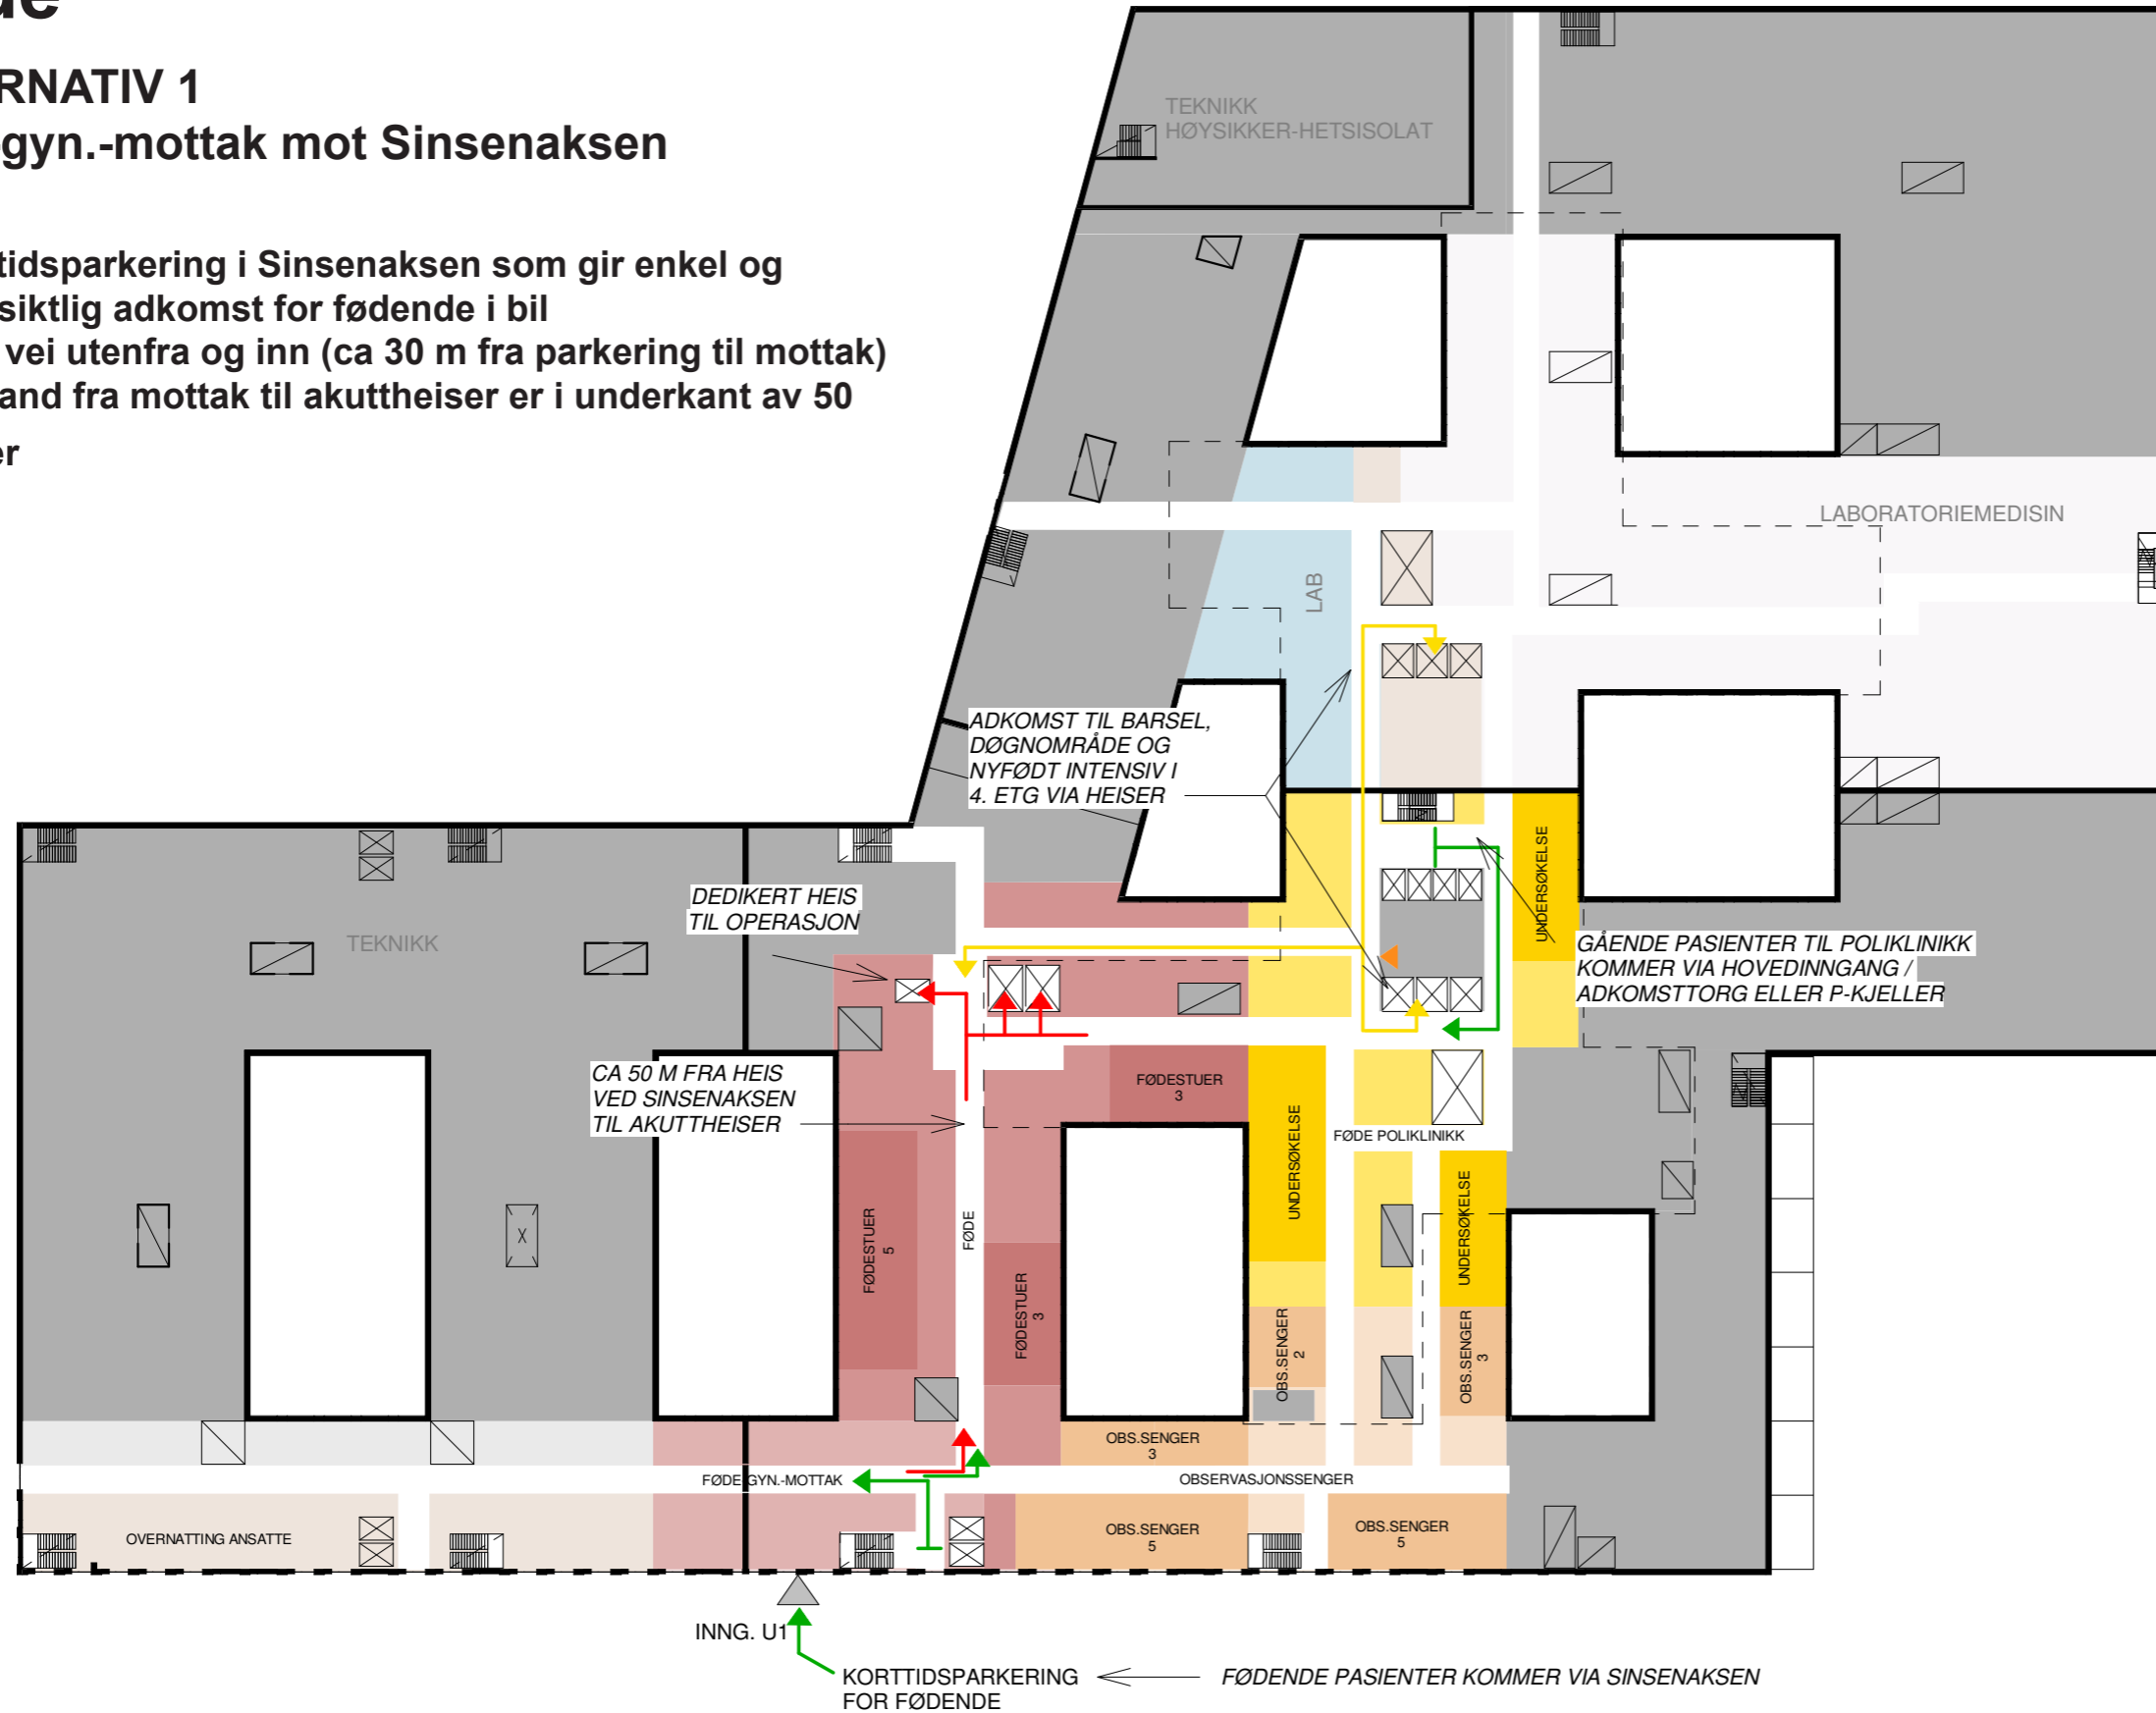 de
RNATIV 1
gyn.-mottak mot Sinsenaksen
tidsparkering i Sinsenaksen som gir enkel og
siktlig adkomst for fødende i bil
vei utenfra og inn (ca 30 m fra parkering til mottak)
and fra mottak til akuttheiser er i underkant av 50
er
TEKNIKK
HØYSIKKER-HETSISOLAT
LABORATORIEMEDISIN
LAB
ADKOMST TIL BARSEL,
DØGNOMRÅDE OG
NYFØDT INTENSIV I
4. ETG VIA HEISER
UNDERSØKELSE
DEDIKERT HEIS
TIL OPERASJON
TEKNIKK
GÅENDE PASIENTER TIL POLIKLINIKK
KOMMER VIA HOVEDINNGANG /
ADKOMSTTORG ELLER P-KJELLER
CA 50 M FRA HEIS
VED SINSENAKSEN
TIL AKUTTHEISER
FØDESTUER
3
FØDE POLIKLINIKK
UNDERSØKELSE
UNDERSØKELSE
FØDESTUER
5
FØDE
FØDESTUER
3
OBS.SENGER
2
OBS.SENGER
3
X
OBS.SENGER
3
FØDE GYN.-MOTTAK
OBSERVASJONSSENGER
OVERNATTING ANSATTE
OBS.SENGER
5
OBS.SENGER
5
INNG. U1
KORTTIDSPARKERING
FOR FØDENDE
FØDENDE PASIENTER KOMMER VIA SINSENAKSEN